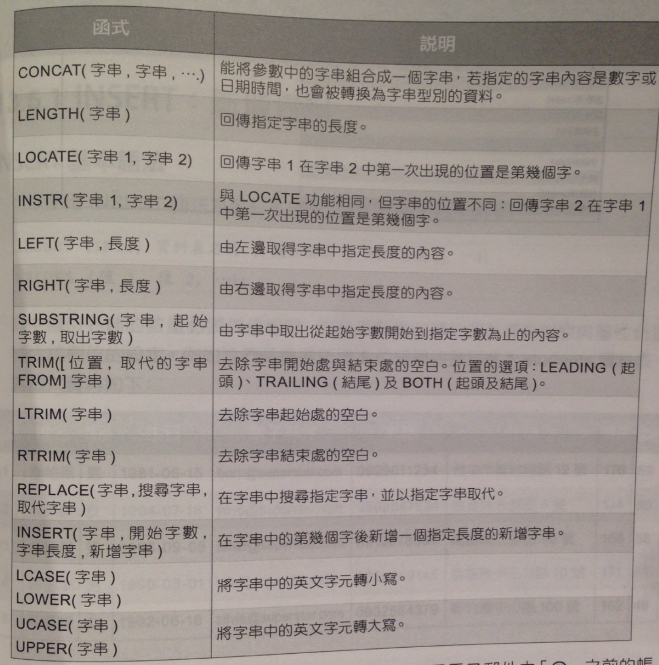 函式 說明
CONCAT( 字串 , 字串 , ….) 能將參數中的字串組合成一個字串，若指定的字串內容是數字或
日期時間，也會被轉換為字串型別的資料。
LENGTH( 字串 ) 回傳指定字串的長度。
LOCATE( 字串 1, 字串 2) 回傳字串 1 在字串 2 中第一次出現的位置是第幾個字。
INSTR( 字串 1, 字串 2) 與 LOCATE 功能相同，但字串的位置不同：回傳字串 2 在字串 1
中第一次出現的位置是第幾個字。
LEFT( 字串 , 長度 ) 由左邊取得字串中指定長度的內容。
RIGHT( 字串 , 長度 ) 由右邊取得字串中指定長度的內容。
SUBSTRING( 字串 , 起始
字數 , 取出字數 ) 由字串中取出從起始字數開始到指定字數為止的內容。
TRIM([ 位置 , 取代的字串
FROM] 字串 ) 去除字串開始處與結束處的空白。位置的選項：LEADING ( 起
頭 )、TRAILING ( 結尾 ) 及 BOTH ( 起頭及結尾 )。
LTRIM( 字串 ) 去除字串起始處的空白。
RTRIM( 字串 ) 去除字串結束處的空白。
REPLACE( 字串 , 搜尋字串 ,
取代字串 ) 在字串中搜尋指定字串，並以指定字串取代。
INSERT( 字串 , 開始字數 ,
字串長度 , 新增字串 ) 在字串中的第幾個字後新增一個指定長度的新增字串。
LCASE( 字串 )
LOWER( 字串 ) 將字串中的英文字元轉小寫。
UCASE( 字串 )
UPPER( 字串 ) 將字串中的英文字元轉大寫。
郵件中「@」之前的帳